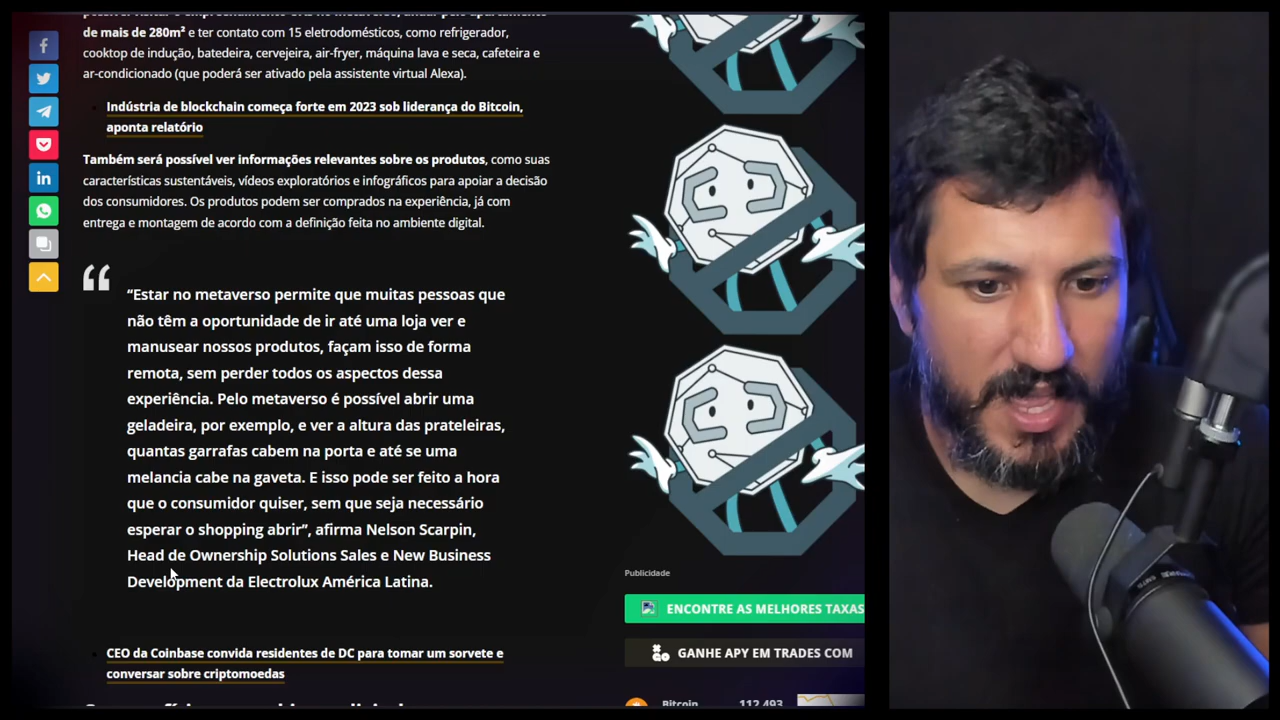 de mais de 280m² e ter contato com 15 eletrodomésticos, como refrigerador,
cooktop de indução, batedeira, cervejeira, air-fryer, máquina lava e seca, cafeteira e
ar-condicionado (que poderá ser ativado pela assistente virtual Alexa).
Indústria de blockchain começa forte em 2023 sob liderança do Bitcoin,
aponta relatório
Também será possível ver informações relevantes sobre os produtos, como suas
características sustentáveis, vídeos exploratórios e infográficos para apoiar a decisão
dos consumidores. Os produtos podem ser comprados na experiência, já com
entrega e montagem de acordo com a definição feita no ambiente digital.
“Estar no metaverso permite que muitas pessoas que
não têm a oportunidade de ir até uma loja ver e
manusear nossos produtos, façam isso de forma
remota, sem perder todos os aspectos dessa
experiência. Pelo metaverso é possível abrir uma
geladeira, por exemplo, e ver a altura das prateleiras,
quantas garrafas cabem na porta e até se uma
melancia cabe na gaveta. E isso pode ser feito a hora
que o consumidor quiser, sem que seja necessário
esperar o shopping abrir”, afirma Nelson Scarpin,
Head de Ownership Solutions Sales e New Business
Development da Electrolux América Latina.
CEO da Coinbase convida residentes de DC para tomar um sorvete e
conversar sobre criptomoedas
Publicidade
ENCONTRE AS MELHORES TAXAS
GANHE APY EM TRADES COM
Bitcoin 112.493